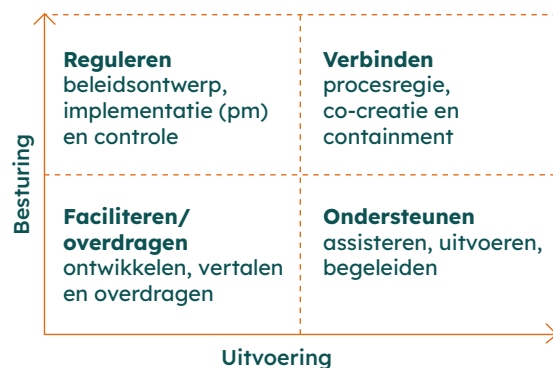 Reguleren
beleidsontwerp,
implementatie (pm)
en controle
Verbinden
procesregie,
co-creatie en
containment
Besturing
Faciliteren/
overdragen
ontwikkelen, vertalen
en overdragen
Ondersteunen
assisteren, uitvoeren,
begeleiden
Uitvoering